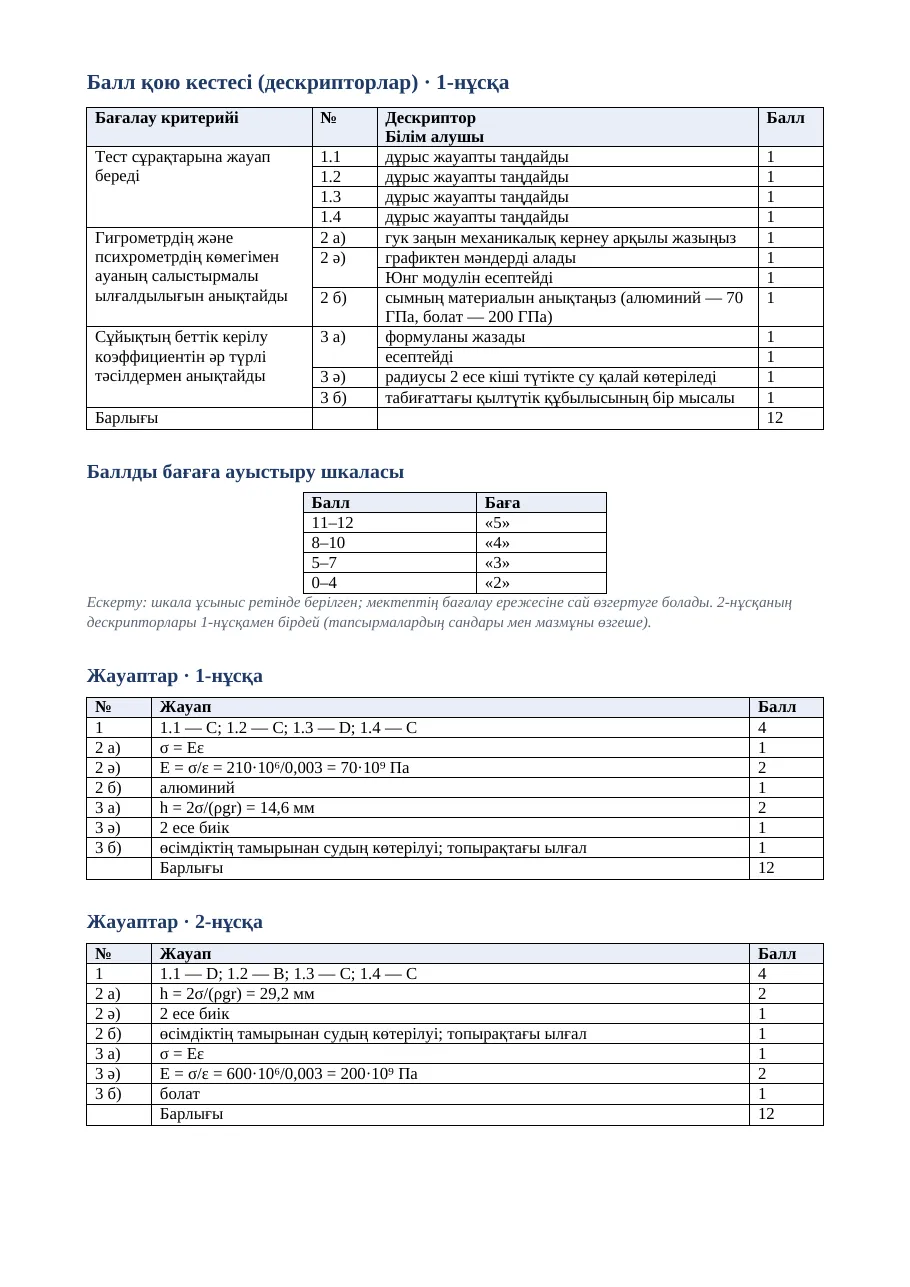 Балл қою кестесі (дескрипторлар) · 1-нұсқа
Бағалау критерийі № Дескриптор Балл
Білім алушы
Тест сұрақтарына жауап 1.1 дұрыс жауапты таңдайды 1
береді 1.2 дұрыс жауапты таңдайды 1
1.3 дұрыс жауапты таңдайды 1
1.4 дұрыс жауапты таңдайды 1
Гигрометрдің және 2 а) гук заңын механикалық кернеу арқылы жазыңыз 1
психрометрдің көмегімен 2 ә) графиктен мәндерді алады 1
ауаның салыстырмалы Юнг модулін есептейді 1
ылғалдылығын анықтайды 2 б) сымның материалын анықтаңыз (алюминий — 70 1
ГПа, болат — 200 ГПа)
Сұйықтың беттік керілу 3 а) формуланы жазады 1
коэффициентін әр түрлі есептейді 1
тәсілдермен анықтайды 3 ә) радиусы 2 есе кіші түтікте су қалай көтеріледі 1
3 б) табиғаттағы қылтүтік құбылысының бір мысалы 1
Барлығы 12
Баллды бағаға ауыстыру шкаласы
Балл Баға
11–12 «5»
8–10 «4»
5–7 «3»
0–4 «2»
Ескерту: шкала ұсыныс ретінде берілген; мектептің бағалау ережесіне сай өзгертуге болады. 2-нұсқаның
дескрипторлары 1-нұсқамен бірдей (тапсырмалардың сандары мен мазмұны өзгеше).
Жауаптар · 1-нұсқа
№ Жауап Балл
1 1.1 — C; 1.2 — C; 1.3 — D; 1.4 — C 4
2 а) σ = Eε 1
2 ә) E = σ/ε = 210·10⁶/0,003 = 70·10⁹ Па 2
2 б) алюминий 1
3 а) h = 2σ/(ρgr) = 14,6 мм 2
3 ә) 2 есе биік 1
3 б) өсімдіктің тамырынан судың көтерілуі; топырақтағы ылғал 1
Барлығы 12
Жауаптар · 2-нұсқа
№ Жауап Балл
1 1.1 — D; 1.2 — B; 1.3 — C; 1.4 — C 4
2 а) h = 2σ/(ρgr) = 29,2 мм 2
2 ә) 2 есе биік 1
2 б) өсімдіктің тамырынан судың көтерілуі; топырақтағы ылғал 1
3 а) σ = Eε 1
3 ә) E = σ/ε = 600·10⁶/0,003 = 200·10⁹ Па 2
3 б) болат 1
Барлығы 12